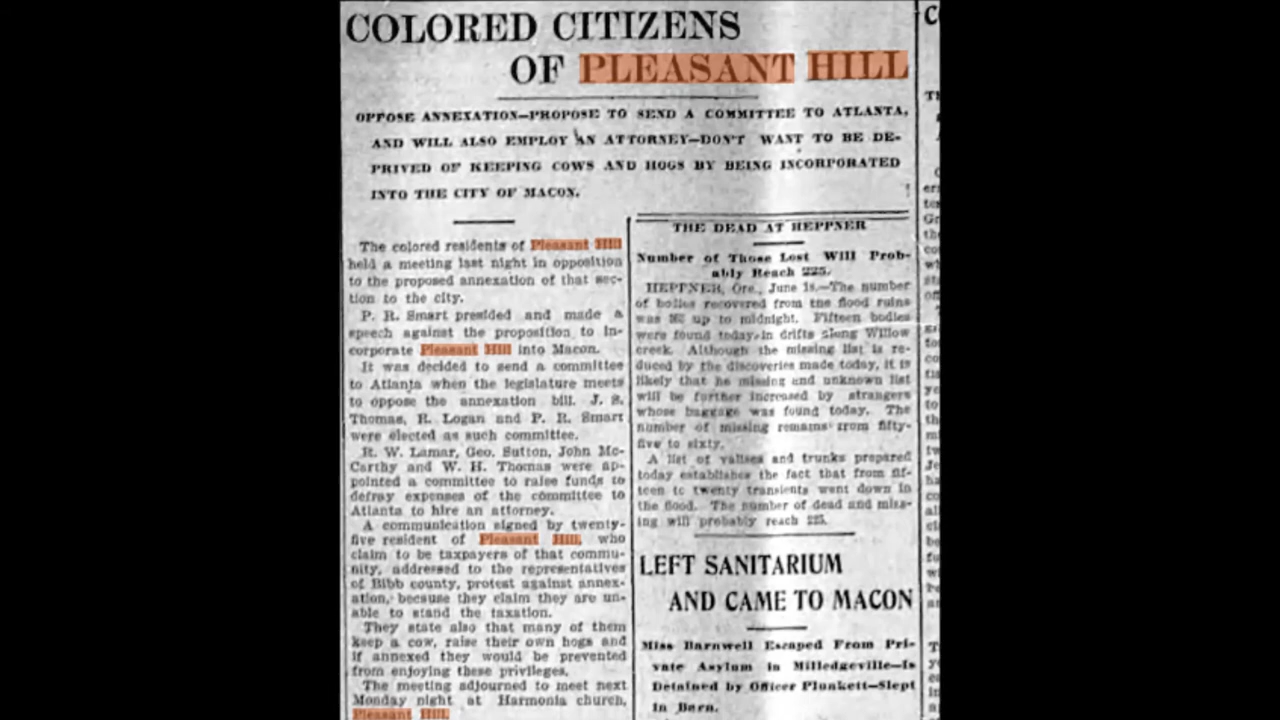 COLORED CITIZENS
OF PLEASANT HILL
OPPOSE ANNEXATION—PROPOSE TO SEND A COMMITTEE TO ATLANTA,
AND WILL ALSO EMPLOY AN ATTORNEY—DON'T WANT TO BE DE-
PRIVED OF KEEPING COWS AND HOGS BY BEING INCORPORATED
INTO THE CITY OF MACON.
The colored residents of Pleasant Hill
held a meeting last night in opposition
to the proposed annexation of that sec-
tion to the city.
P. R. Smart presided and made a
speech against the proposition to in-
corporate Pleasant Hill into Macon.
It was decided to send a committee
to Atlanta when the legislature meets
to oppose the annexation bill. J. S.
Thomas, R. Logan and P. R. Smart
were elected as such committee.
R. W. Lamar, Geo. Sutton, John Mc-
Carthy and W. H. Thomas were ap-
pointed a committee to raise funds to
defray expenses of the committee to
Atlanta to hire an attorney.
A communication signed by twenty-
five resident of Pleasant Hill, who
claim to be taxpayers of that commu-
nity, addressed to the representatives
of Bibb county, protest against annex-
ation, because they claim they are un-
able to stand the taxation.
They state also that many of them
keep a cow, raise their own hogs and
if annexed they would be prevented
from enjoying these privileges.
The meeting adjourned to meet next
Monday night at Harmonia church,
Pleasant Hill.
THE DEAD AT HEPPNER
Number of Those Lost Will Prob-
ably Reach 225.
HEPPNER, Ore., June 18.—The number
of bodies recovered from the flood ruins
was up to midnight. Fifteen bodies
were found today in drifts along Willow
creek. Although the missing list is re-
duced by the discoveries made today, it is
likely that he missing and unknown list
will be further increased by strangers
whose baggage was found today. The
number of missing remains from fifty-
five to sixty.
A list of valises and trunks prepared
today establishes the fact that from fif-
teen to twenty transients went down in
the flood. The number of dead and miss-
ing will probably reach 225.
LEFT SANITARIUM
AND CAME TO MACON
Miss Barnwell Escaped From Pri-
vate Asylum in Milledgeville—Is
Detained by Officer Plunkett—Slept
in Barn.